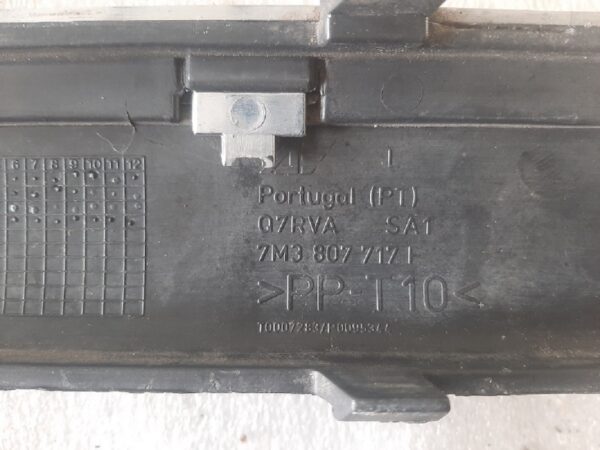 6 7 8 9 10 11 12
Portugal (PT)
Q7RVA SA1
7M3 807 717
>PP-T10<